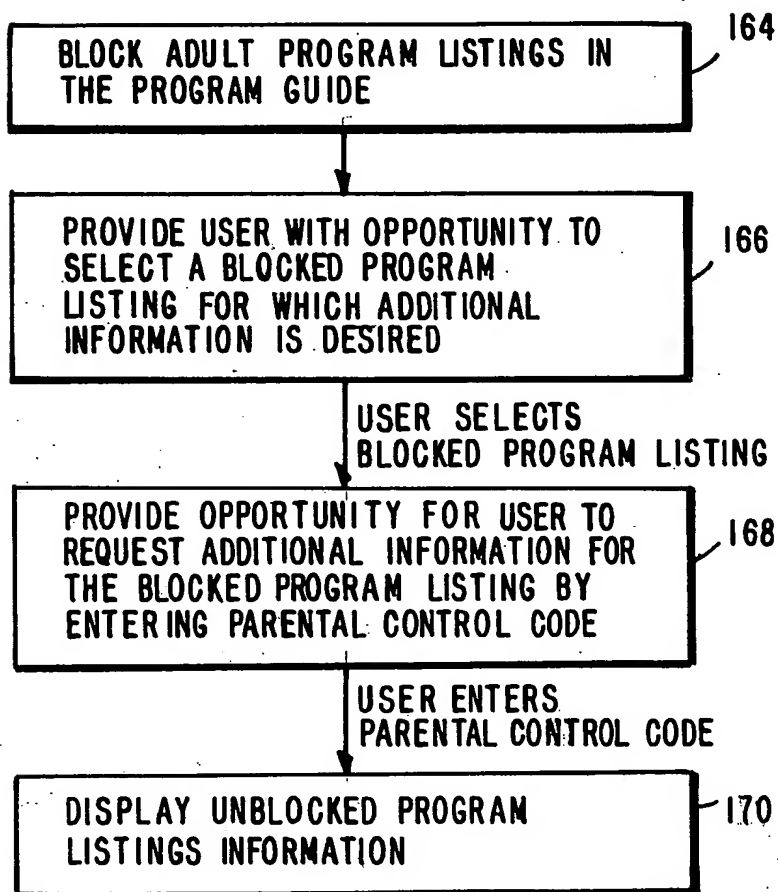 BLOCK ADULT PROGRAM LISTINGS IN
THE PROGRAM GUIDE
164
PROVIDE USER WITH OPPORTUNITY TO
SELECT A BLOCKED PROGRAM
LISTING FOR WHICH ADDITIONAL
INFORMATION IS DESIRED
166
USER SELECTS
BLOCKED PROGRAM LISTING
PROVIDE OPPORTUNITY FOR USER TO
REQUEST ADDITIONAL INFORMATION FOR
THE BLOCKED PROGRAM LISTING BY
ENTERING PARENTAL CONTROL CODE
168
USER ENTERS
PARENTAL CONTROL CODE
DISPLAY UNBLOCKED PROGRAM
LISTINGS INFORMATION
170